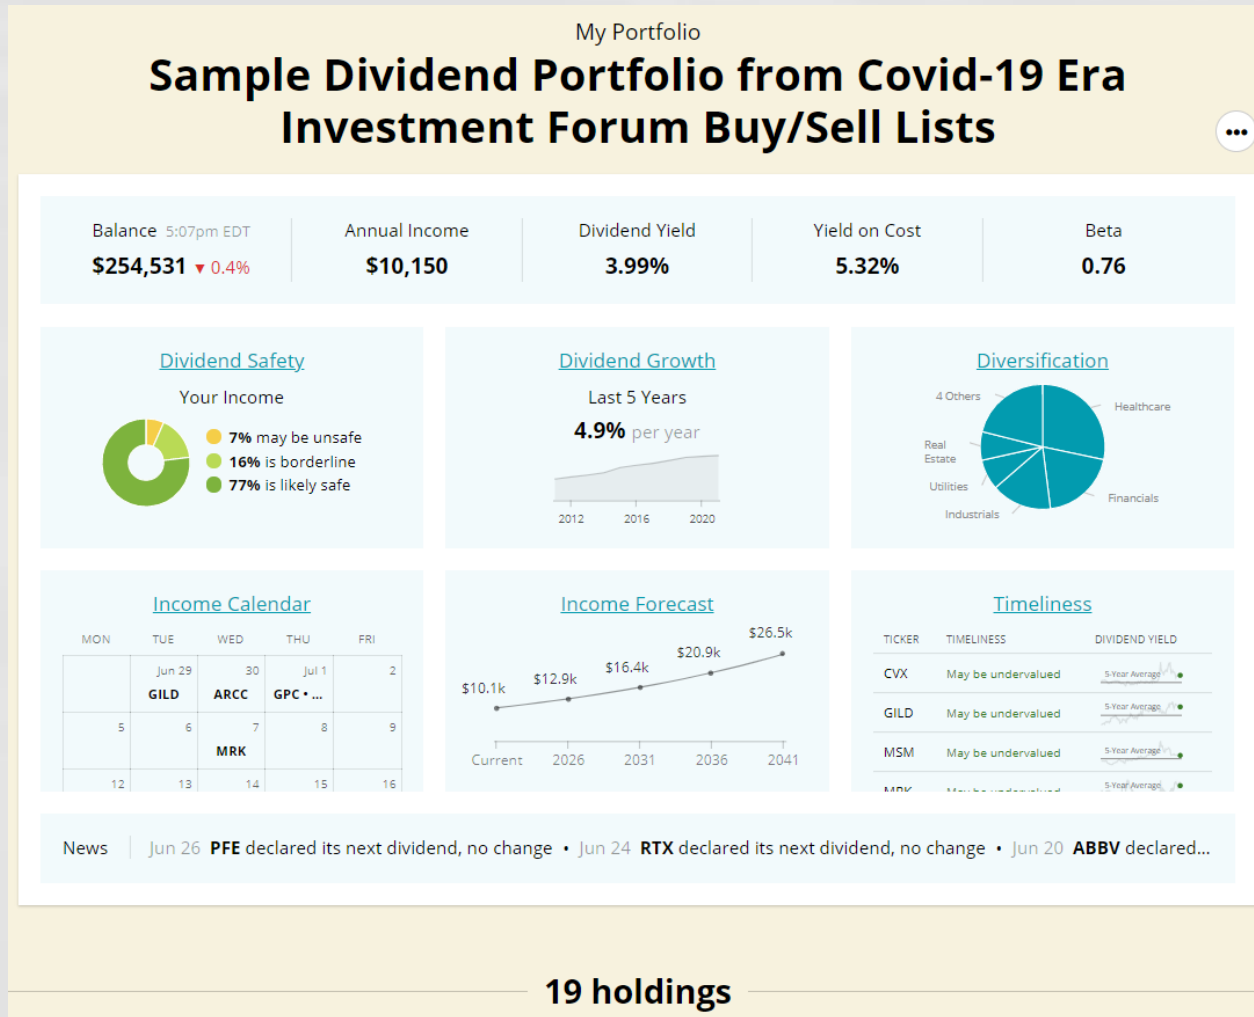 My Portfolio
Sample Dividend Portfolio from Covid-19 Era
Investment Forum Buy/Sell Lists
Balance 5:07pm EDT
$254,531 ▼ 0.4%
Annual Income
$10,150
Dividend Yield
3.99%
Yield on Cost
5.32%
Beta
0.76
Dividend Safety
Your Income
7% may be unsafe
16% is borderline
77% is likely safe
Dividend Growth
Last 5 Years
4.9% per year
2012 2016 2020
Diversification
4 Others
Healthcare
Real
Estate
Utilities
Financials
Industrials
Income Calendar
MON TUE WED THU FRI
Jun 29 30 Jul 1 2
GILD ARCC GPC • ...
5 6 7 8 9
MRK
12 13 14 15 16
Income Forecast
$10.1k $12.9k $16.4k $20.9k $26.5k
Current 2026 2031 2036 2041
Timeliness
TICKER TIMELINESS DIVIDEND YIELD
CVX May be undervalued 5-Year Average
GILD May be undervalued 5-Year Average
MSM May be undervalued 5-Year Average
MRK May be undervalued 5-Year Average
News Jun 26 PFE declared its next dividend, no change • Jun 24 RTX declared its next dividend, no change • Jun 20 ABBV declared...
19 holdings